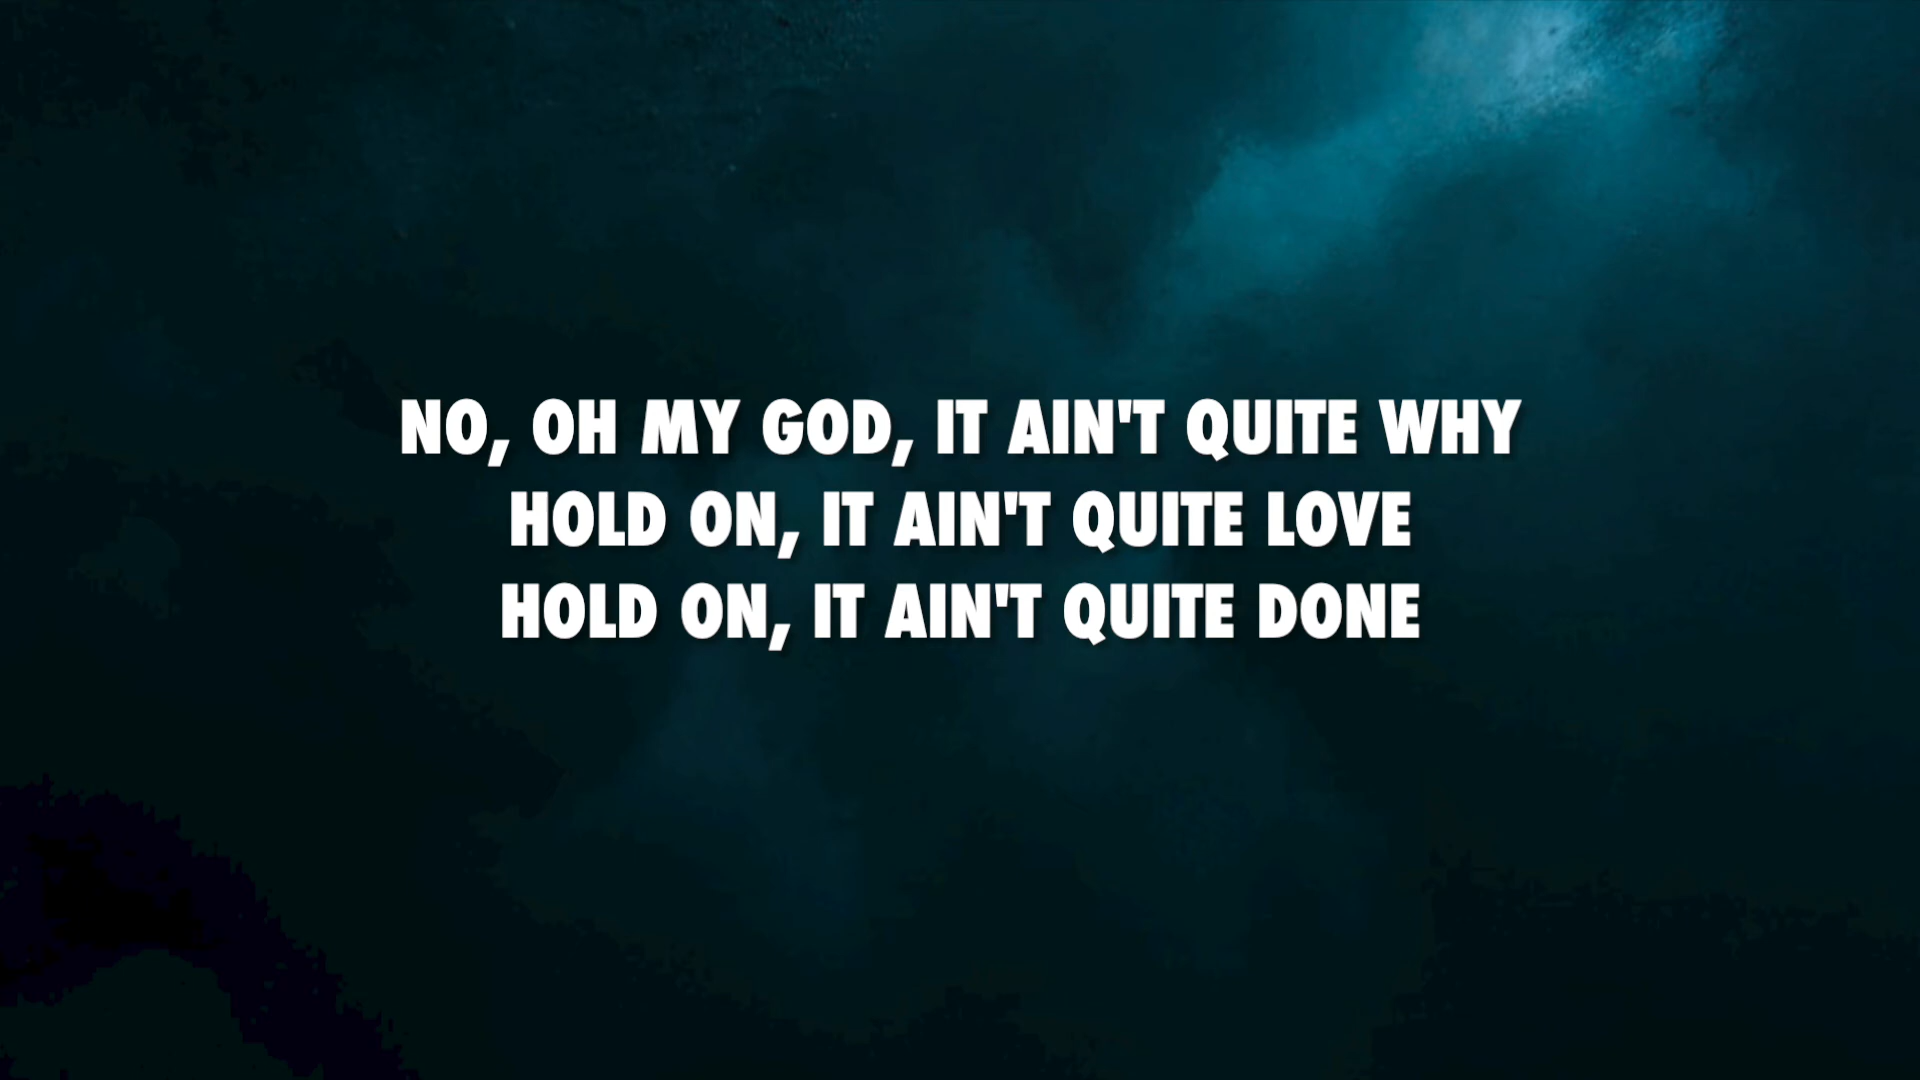 NO, OH MY GOD, IT AIN'T QUITE WHY
HOLD ON, IT AIN'T QUITE LOVE
HOLD ON, IT AIN'T QUITE DONE